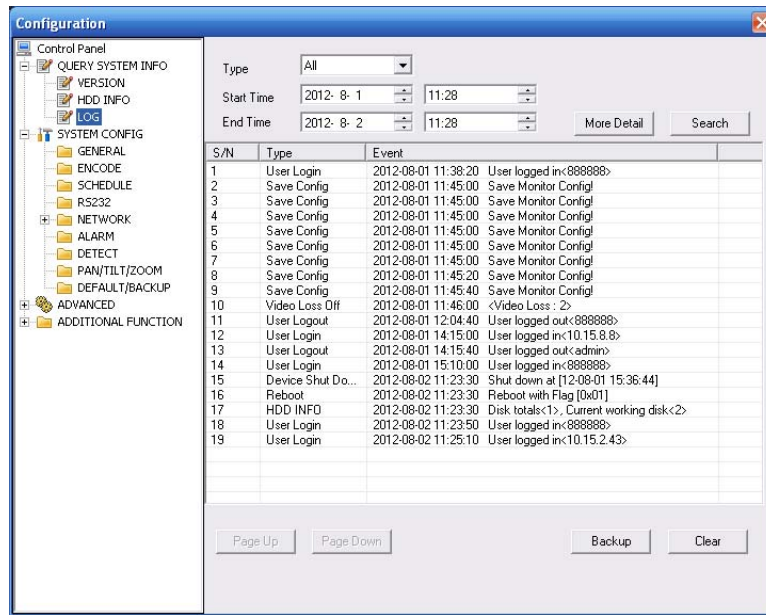 Configuration
Control Panel
QUERY SYSTEM INFO
VERSION
HDD INFO
LOG
SYSTEM CONFIG
GENERAL
ENCODE
SCHEDULE
RS232
NETWORK
ALARM
DETECT
PAN/TILT/ZOOM
DEFAULT/BACKUP
ADVANCED
ADDITIONAL FUNCTION
Type All
Start Time 2012- 8- 1 11:28
End Time 2012- 8- 2 11:28 More Detail Search
S/N Type Event
1 User Login 2012-08-01 11:38:20 User logged in<888888>
2 Save Config 2012-08-01 11:45:00 Save Monitor Config!
3 Save Config 2012-08-01 11:45:00 Save Monitor Config!
4 Save Config 2012-08-01 11:45:00 Save Monitor Config!
5 Save Config 2012-08-01 11:45:00 Save Monitor Config!
6 Save Config 2012-08-01 11:45:00 Save Monitor Config!
7 Save Config 2012-08-01 11:45:00 Save Monitor Config!
8 Save Config 2012-08-01 11:45:20 Save Monitor Config!
9 Save Config 2012-08-01 11:45:40 Save Monitor Config!
10 Video Loss Off 2012-08-01 11:46:00 <Video Loss : 2>
11 User Logout 2012-08-01 12:04:40 User logged out<888888>
12 User Login 2012-08-01 14:15:00 User logged in<10.15.8.8>
13 User Logout 2012-08-01 14:15:40 User logged out<admin>
14 User Login 2012-08-01 15:10:00 User logged in<888888>
15 Device Shut Do... 2012-08-02 11:23:30 Shut down at [12-08-01 15:36:44]
16 Reboot 2012-08-02 11:23:30 Reboot with Flag [0x01]
17 HDD INFO 2012-08-02 11:23:30 Disk totals<1>, Current working disk<2>
18 User Login 2012-08-02 11:23:50 User logged in<888888>
19 User Login 2012-08-02 11:25:10 User logged in<10.15.2.43>
Page Up Page Down Backup Clear